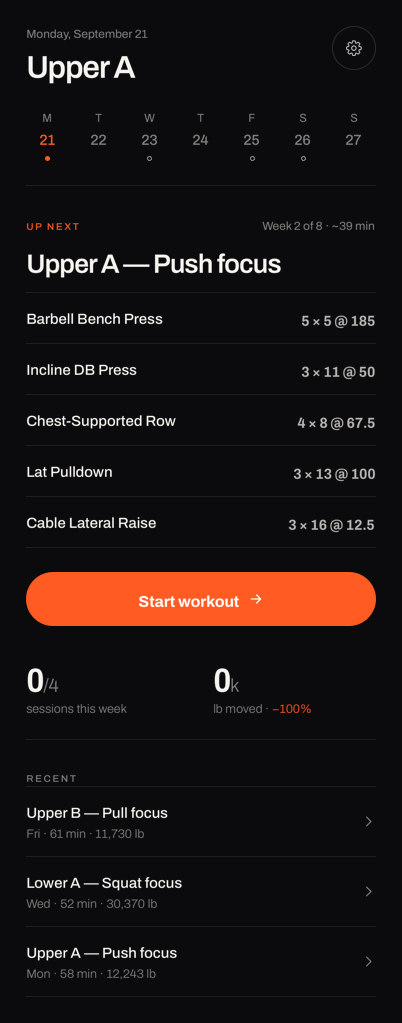 Monday, September 21
Upper A
M T W T F S S
21 22 23 24 25 26 27
UP NEXT Week 2 of 8 · ~39 min
Upper A — Push focus
Barbell Bench Press 5 × 5 @ 185
Incline DB Press 3 × 11 @ 50
Chest-Supported Row 4 × 8 @ 67.5
Lat Pulldown 3 × 13 @ 100
Cable Lateral Raise 3 × 16 @ 12.5
Start workout →
0/4 0k
sessions this week lb moved · −100%
RECENT
Upper B — Pull focus
Fri · 61 min · 11,730 lb
Lower A — Squat focus
Wed · 52 min · 30,370 lb
Upper A — Push focus
Mon · 58 min · 12,243 lb